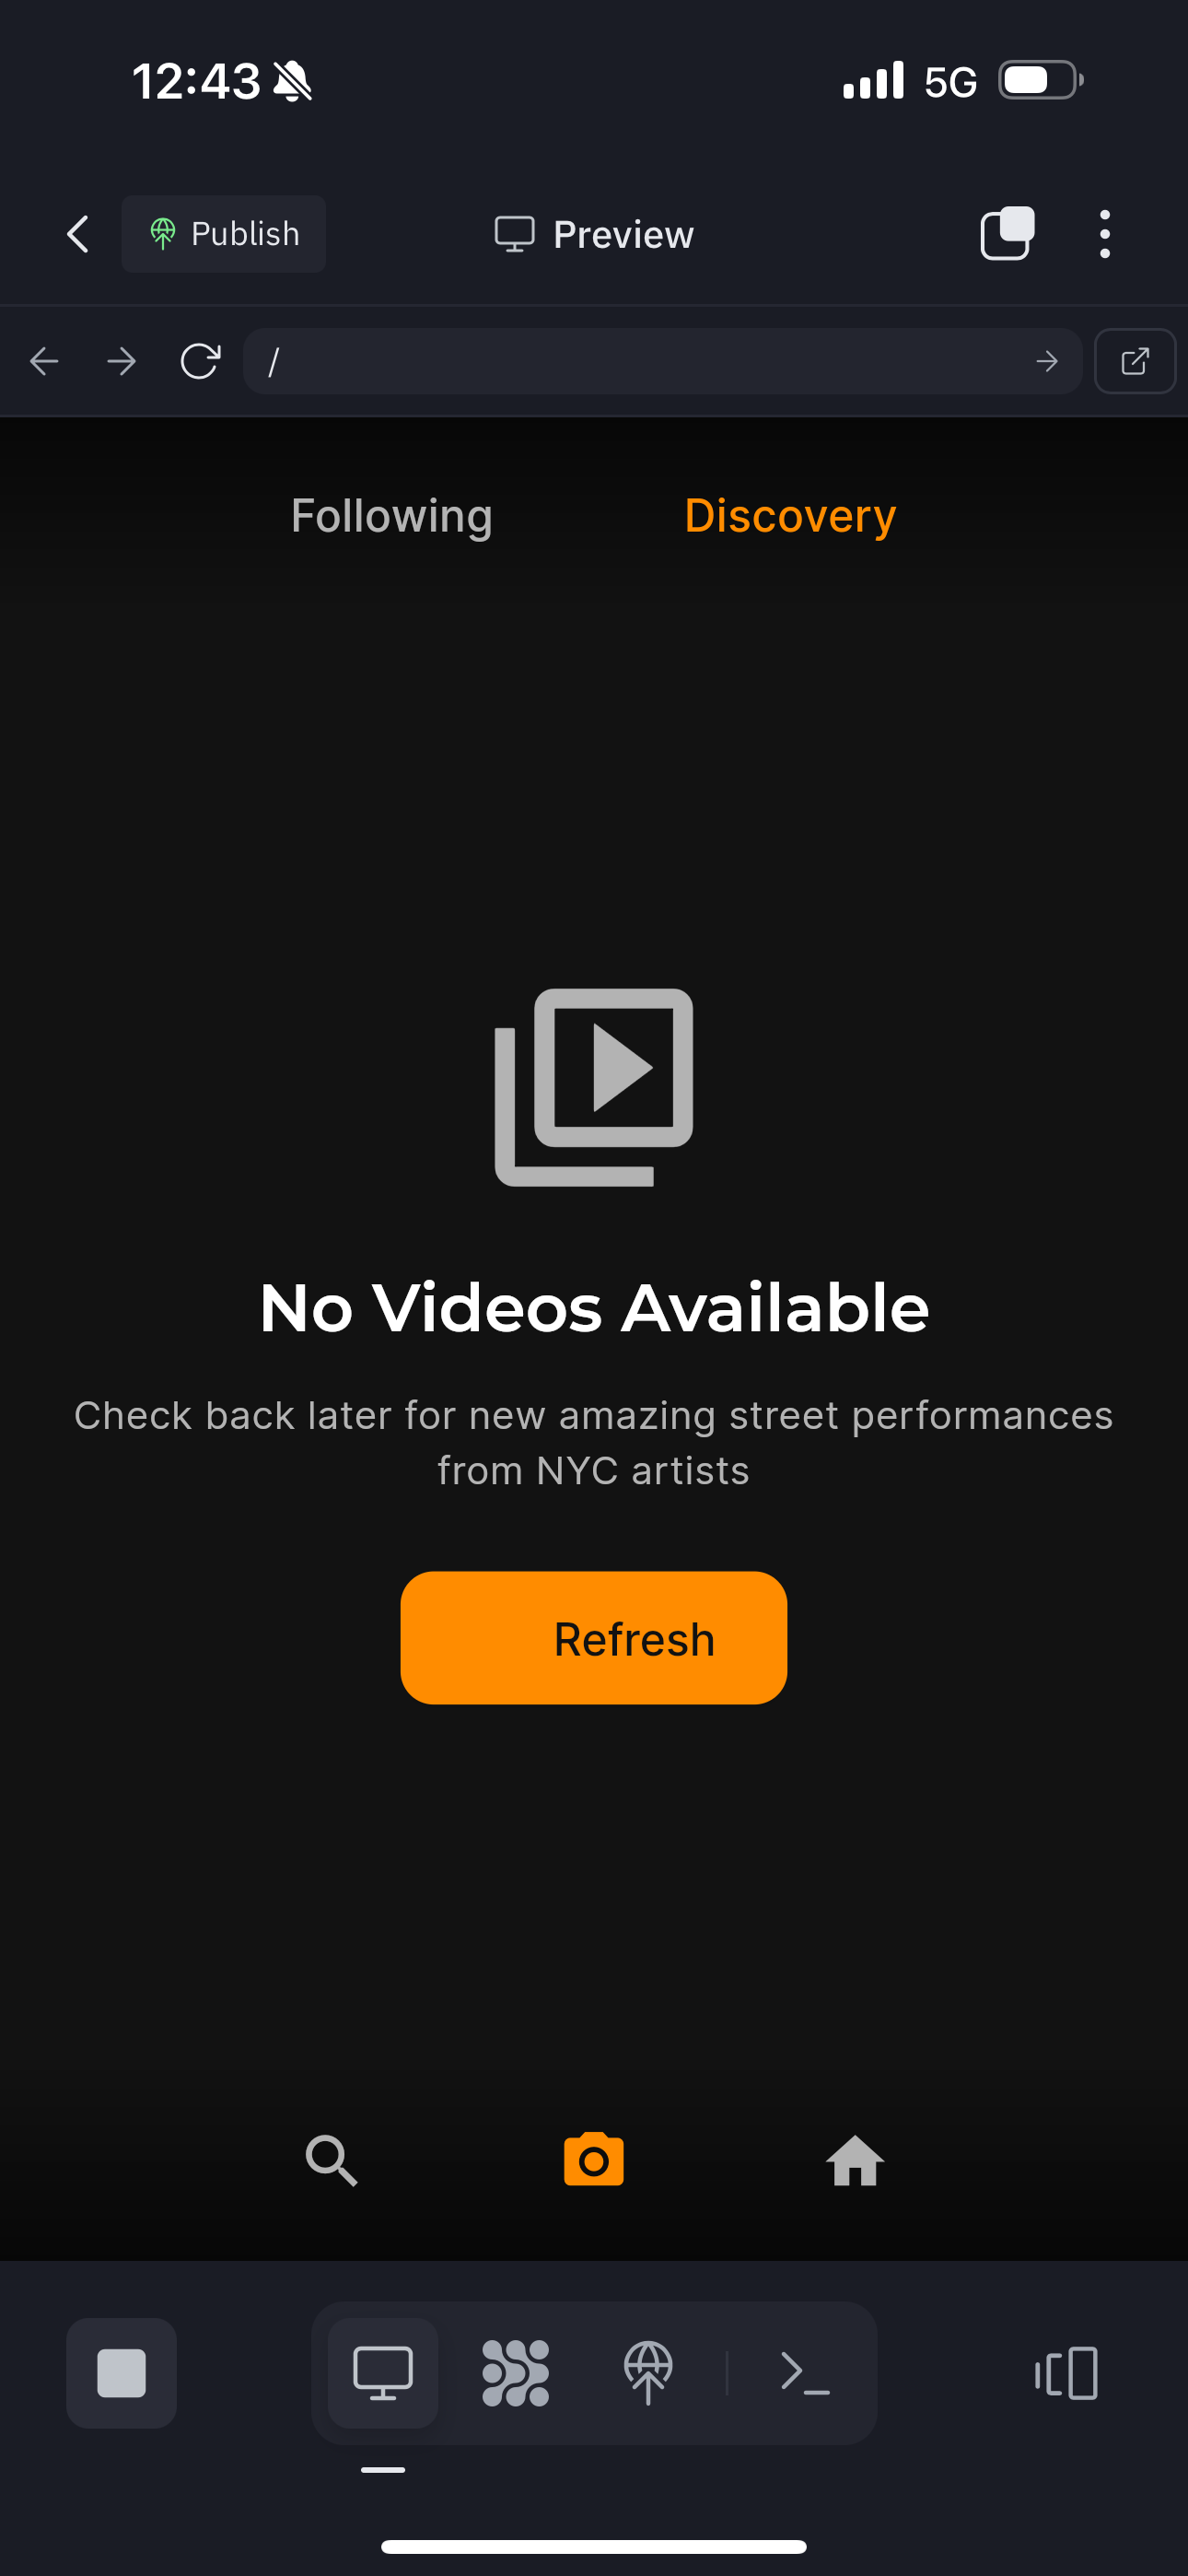 12:43
5G
Publish
Preview
/
Following
Discovery
No Videos Available
Check back later for new amazing street performances
from NYC artists
Refresh